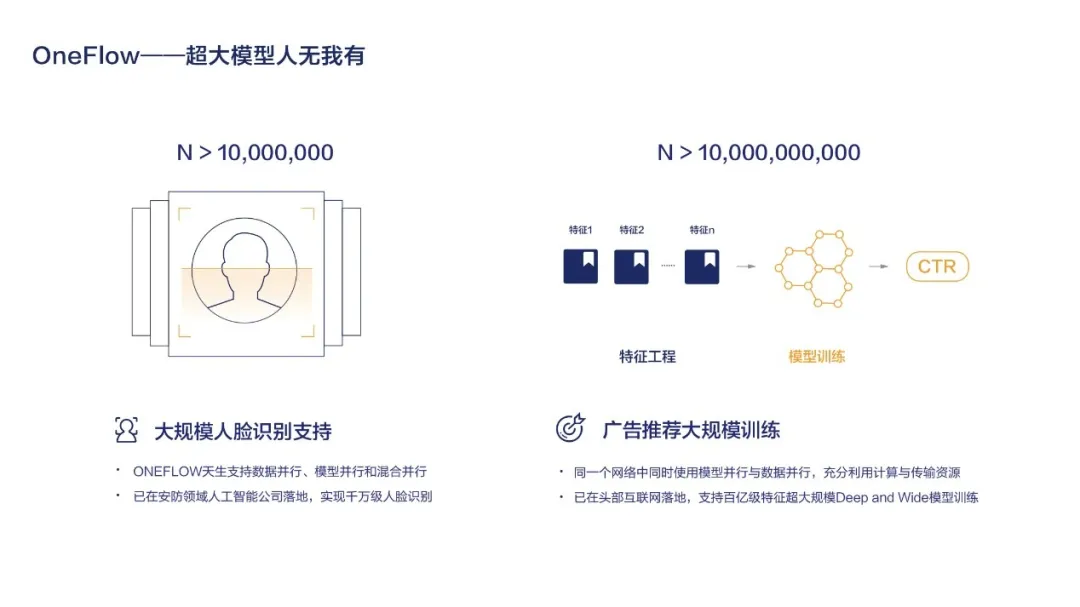 OneFlow——超大模型人无我有
N > 10,000,000
大规模人脸识别支持
· ONEFLOW天生支持数据并行、模型并行和混合并行
· 已在安防领域人工智能公司落地，实现千万级人脸识别
N > 10,000,000,000
特征1 特征2 特征n
......
CTR
特征工程 模型训练
广告推荐大规模训练
· 同一个网络中同时使用模型并行与数据并行，充分利用计算与传输资源
· 已在头部互联网落地，支持百亿级特征超大规模Deep and Wide模型训练